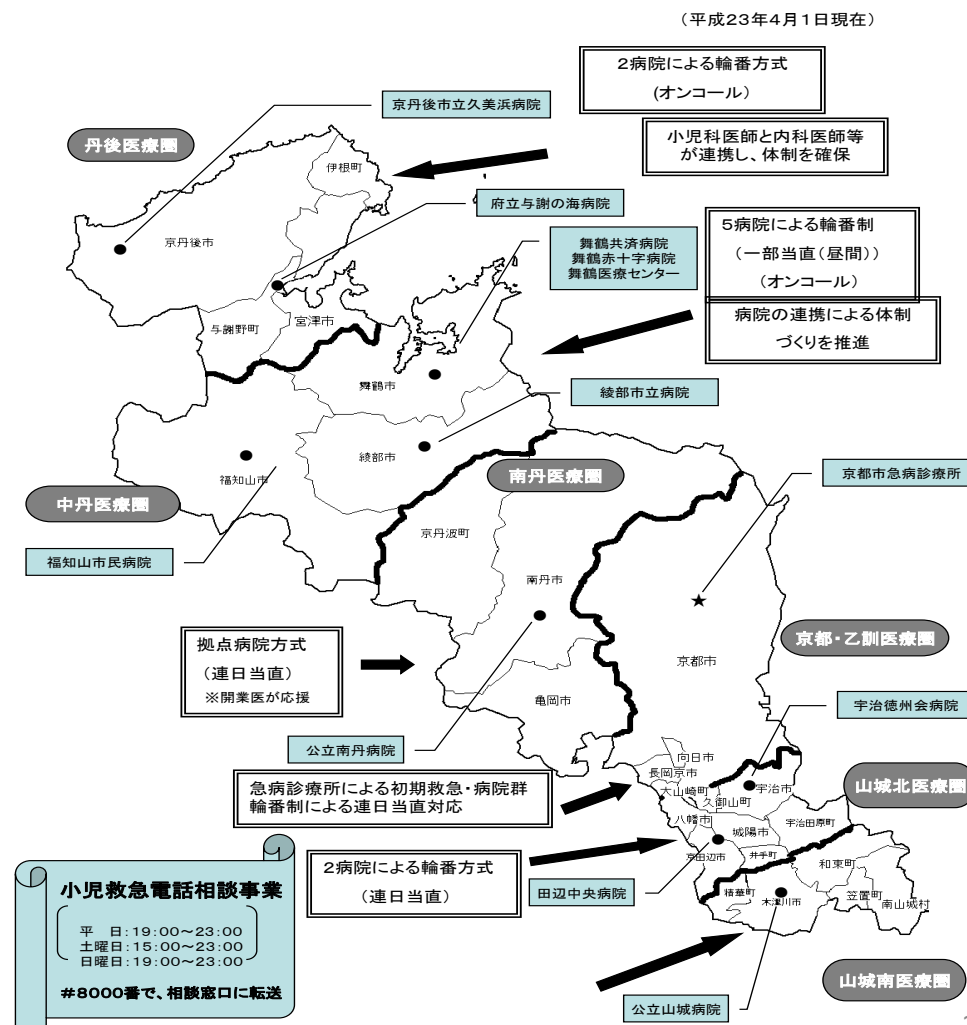 （平成23年4月1日現在）
2病院による輪番方式
(オンコール）
京丹後市立久美浜病院
丹後医療圏
小児科医師と内科医師等
が連携し、体制を確保
伊根町
府立与謝の海病院
京丹後市
舞鶴共済病院
舞鶴赤十字病院
舞鶴医療センター
5病院による輪番制
（一部当直（昼間））
（オンコール）
病院の連携による体制
づくりを推進
与謝野町
宮津市
舞鶴市
綾部市立病院
綾部市
福知山市
南丹医療圏
京都市急病診療所
中丹医療圏
京丹波町
福知山市民病院
南丹市
拠点病院方式
（連日当直）
※開業医が応援
京都・乙訓医療圏
京都市
亀岡市
宇治徳州会病院
公立南丹病院
向日市
長岡京市
大山崎町
久御山町
宇治市
山城北医療圏
急病診療所による初期救急・病院群
輪番制による連日当直対応
八幡市
城陽市
宇治田原町
京田辺市
井手町
和束町
2病院による輪番方式
（連日当直）
田辺中央病院
精華町
木津川市
笠置町
南山城村
小児救急電話相談事業
平　日：19：00～23：00
土曜日：15：00～23：00
日曜日：19：00～23：00
＃8000番で、相談窓口に転送
山城南医療圏
公立山城病院